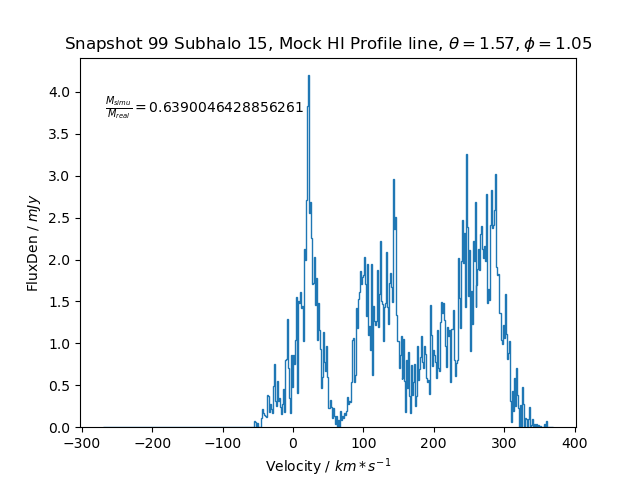 Snapshot 99 Subhalo 15, Mock HI Profile line, θ = 1.57, ϕ = 1.05
M_simu/M_real = 0.6390046428856261
FluxDen / mJy
4.0
3.5
3.0
2.5
2.0
1.5
1.0
0.5
0.0
−300 −200 −100 0 100 200 300 400
Velocity / km * s⁻¹